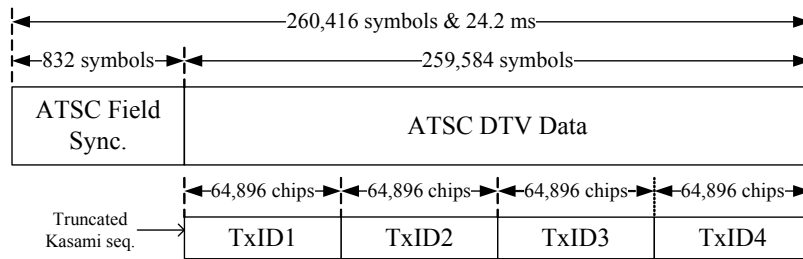 260,416 symbols & 24.2 ms
832 symbols
259,584 symbols
ATSC Field
Sync.
ATSC DTV Data
64,896 chips
64,896 chips
64,896 chips
64,896 chips
Truncated
Kasami seq.
TxID1
TxID2
TxID3
TxID4